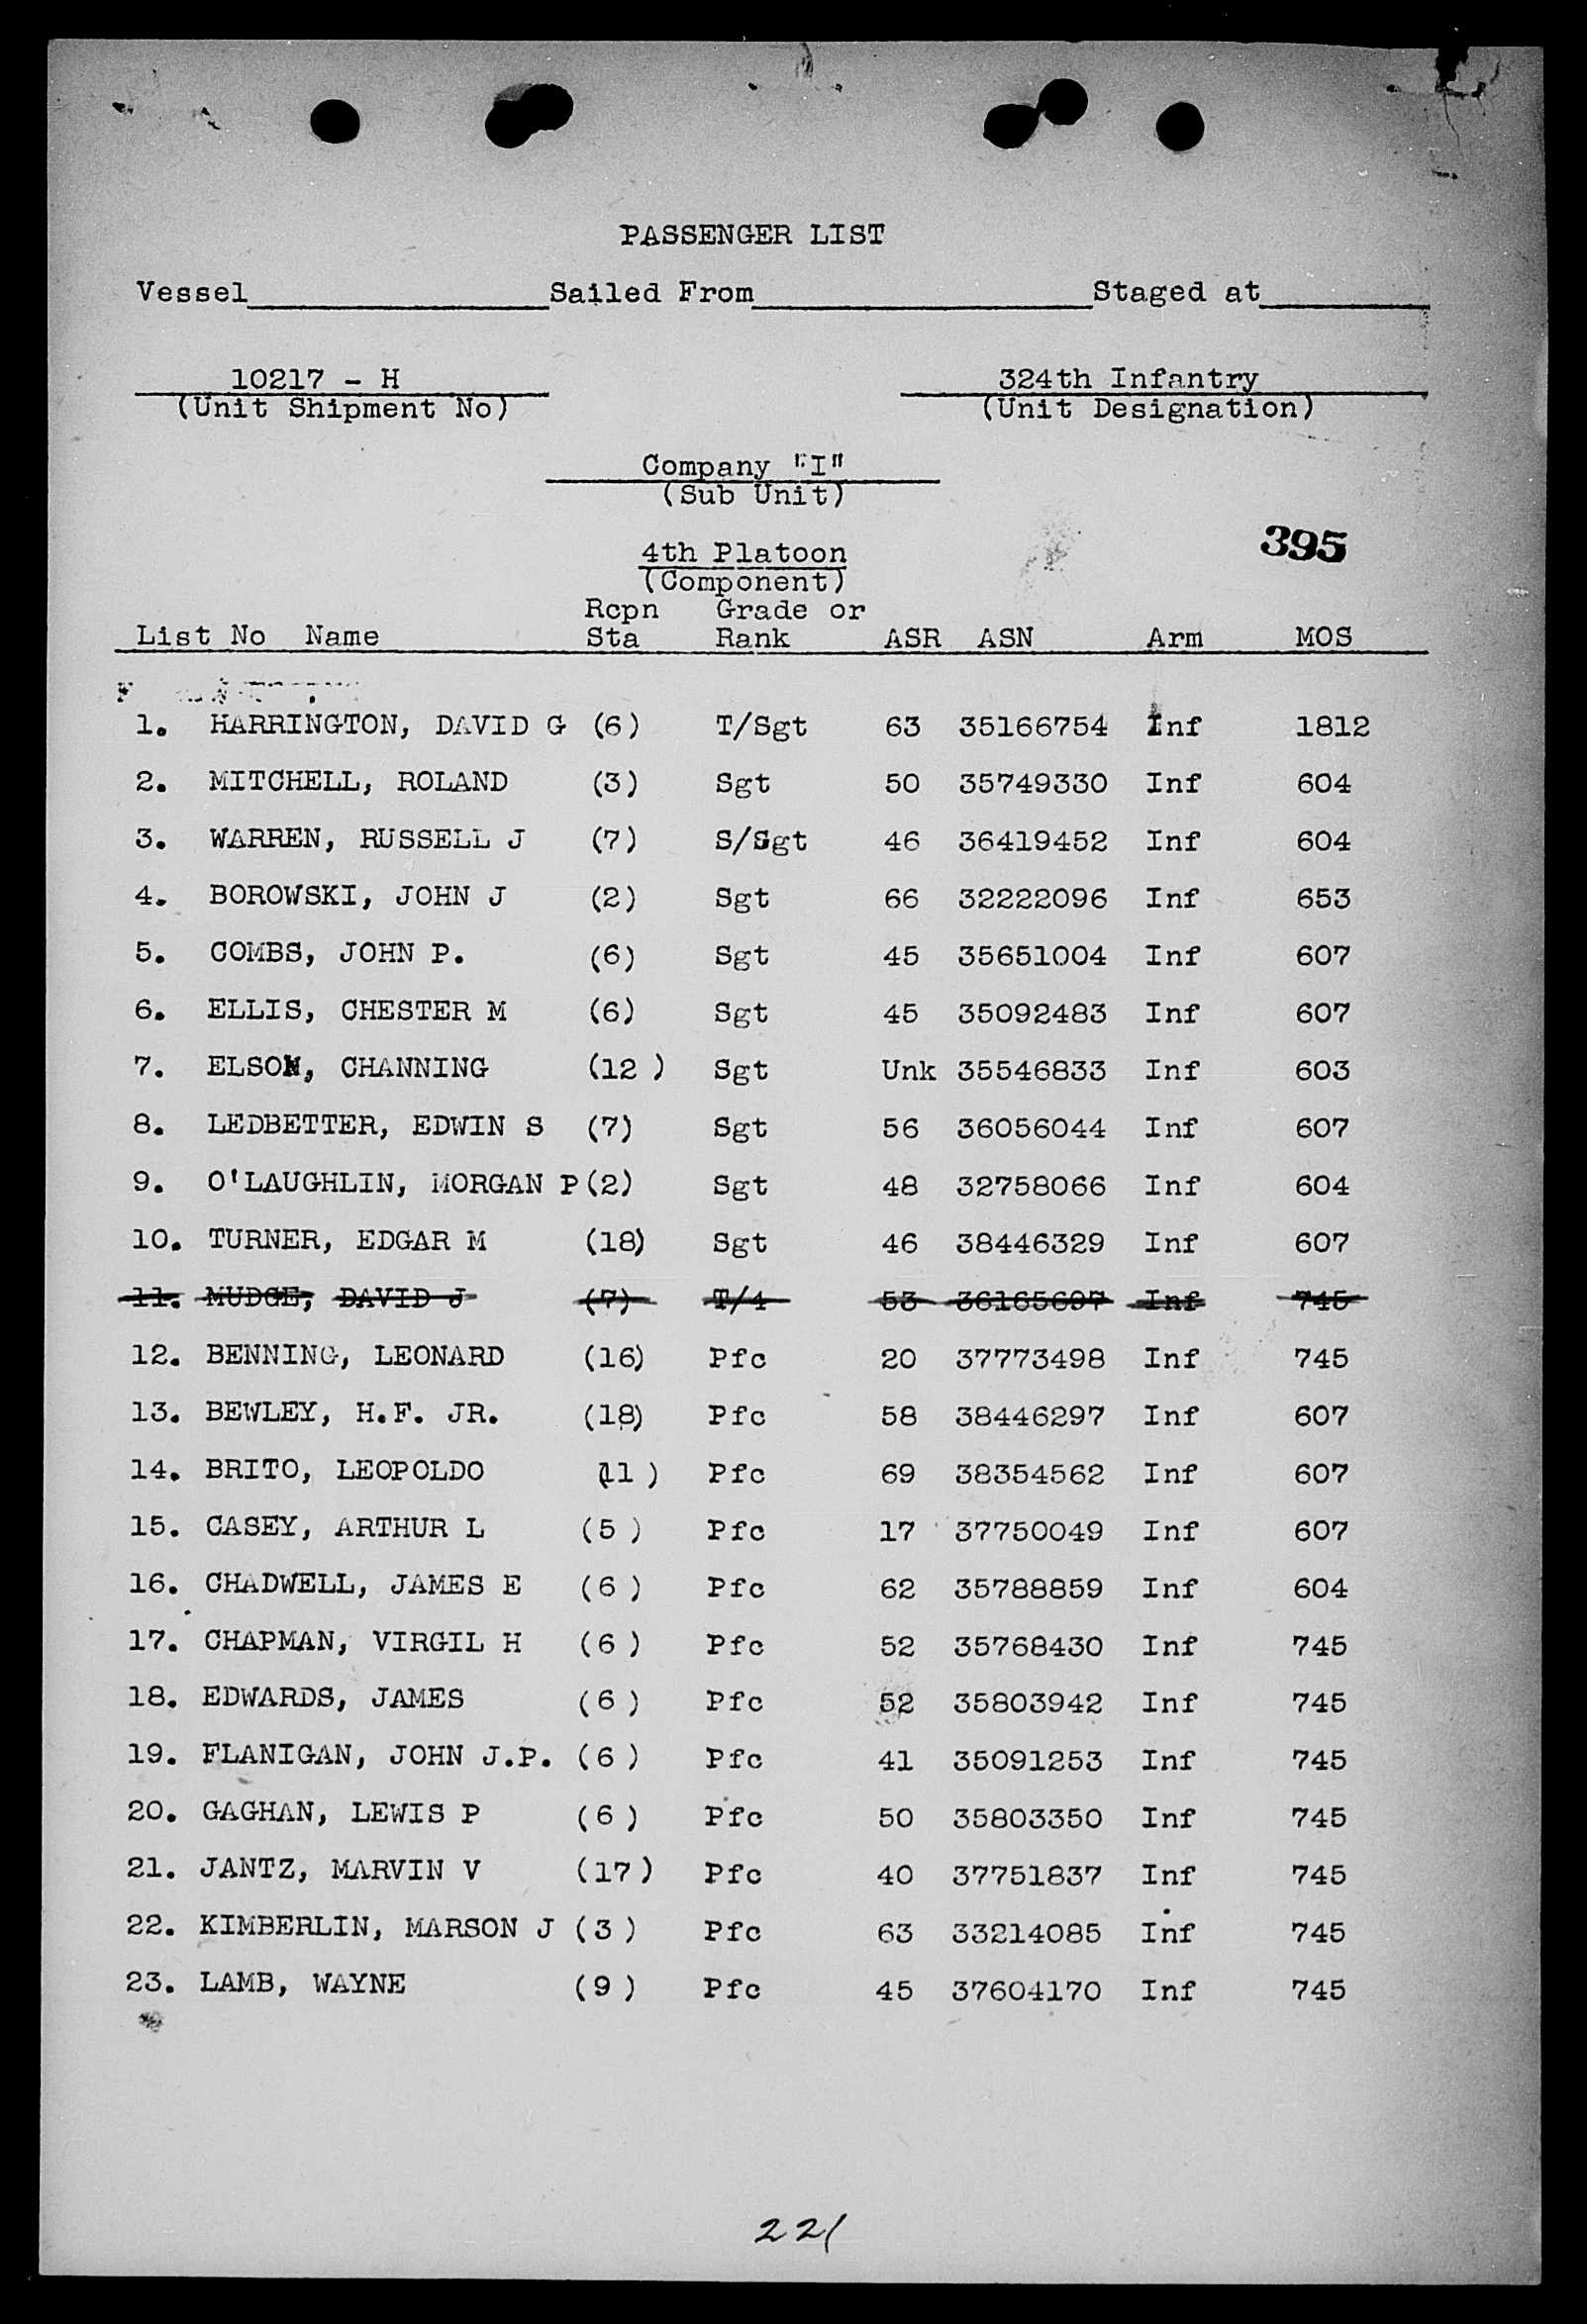 PASSENGER LIST
Vessel Sailed From Staged at
10217 - H 324th Infantry
(Unit Shipment No) (Unit Designation)
Company "I"
(Sub Unit)
395
4th Platoon
(Component)
Rcpn Grade or
List No Name Sta Rank ASR ASN Arm MOS
1. HARRINGTON, DAVID G (6) T/Sgt 63 35166754 Inf 1812
2. MITCHELL, ROLAND (3) Sgt 50 35749330 Inf 604
3. WARREN, RUSSELL J (7) S/Sgt 46 36419452 Inf 604
4. BOROWSKI, JOHN J (2) Sgt 66 32222096 Inf 653
5. COMBS, JOHN P. (6) Sgt 45 35651004 Inf 607
6. ELLIS, CHESTER M (6) Sgt 45 35092483 Inf 607
7. ELSON, CHANNING (12 ) Sgt Unk 35546833 Inf 603
8. LEDBETTER, EDWIN S (7) Sgt 56 36056044 Inf 607
9. O'LAUGHLIN, MORGAN P(2) Sgt 48 32758066 Inf 604
10. TURNER, EDGAR M (18) Sgt 46 38446329 Inf 607
11. MUDGE, DAVID J (7) T/4 53 36165697 Inf 745
12. BENNING, LEONARD (16) Pfc 20 37773498 Inf 745
13. BEWLEY, H.F. JR. (18) Pfc 58 38446297 Inf 607
14. BRITO, LEOPOLDO (11 ) Pfc 69 38354562 Inf 607
15. CASEY, ARTHUR L (5 ) Pfc 17 37750049 Inf 607
16. CHADWELL, JAMES E (6 ) Pfc 62 35788859 Inf 604
17. CHAPMAN, VIRGIL H (6 ) Pfc 52 35768430 Inf 745
18. EDWARDS, JAMES (6 ) Pfc 52 35803942 Inf 745
19. FLANIGAN, JOHN J.P. (6 ) Pfc 41 35091253 Inf 745
20. GAGHAN, LEWIS P (6 ) Pfc 50 35803350 Inf 745
21. JANTZ, MARVIN V (17 ) Pfc 40 37751837 Inf 745
22. KIMBERLIN, MARSON J (3 ) Pfc 63 33214085 Inf 745
23. LAMB, WAYNE (9 ) Pfc 45 37604170 Inf 745
221